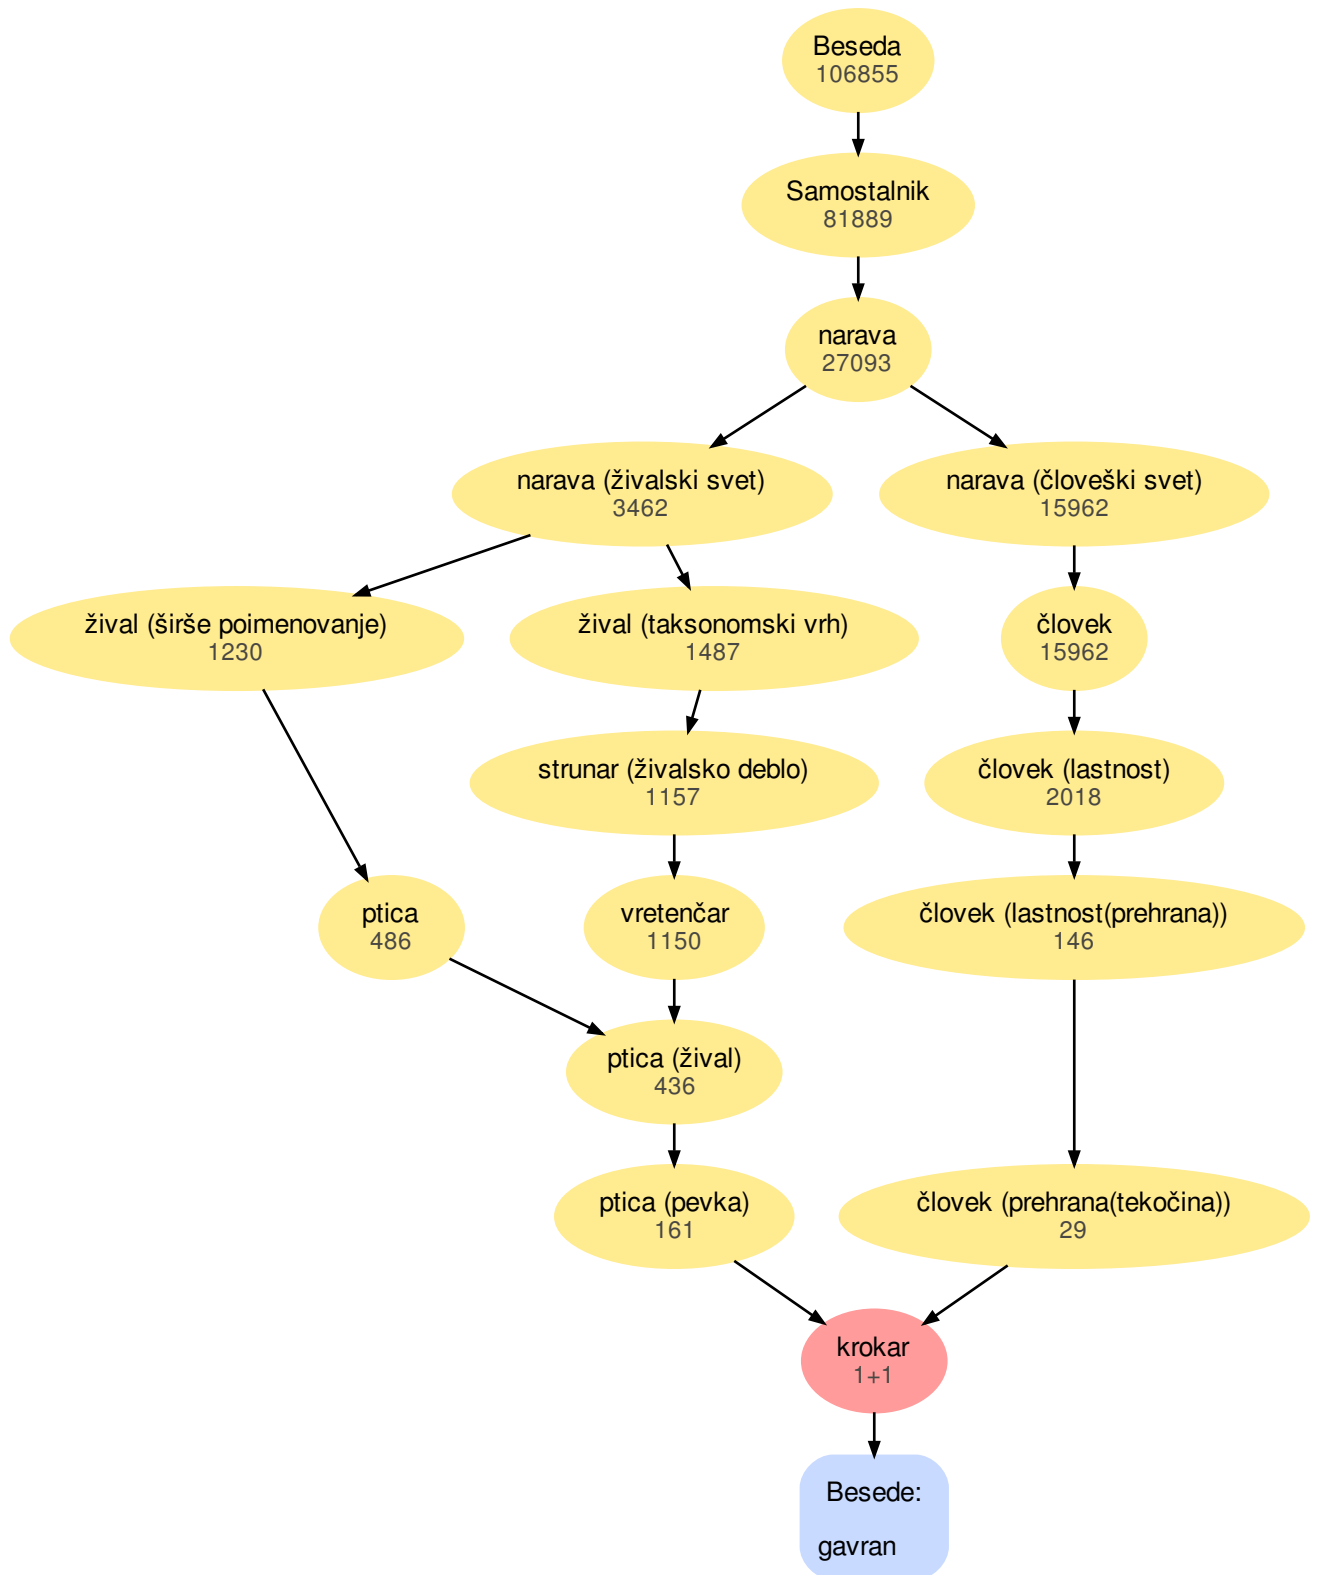 Beseda
106855
Samostalnik
81889
narava
27093
narava (živalski svet)
3462
narava (človeški svet)
15962
žival (širše poimenovanje)
1230
žival (taksonomski vrh)
1487
človek
15962
strunar (živalsko deblo)
1157
človek (lastnost)
2018
ptica
486
vretenčar
1150
človek (lastnost(prehrana))
146
ptica (žival)
436
ptica (pevka)
161
človek (prehrana(tekočina))
29
krokar
1+1
Besede:
gavran